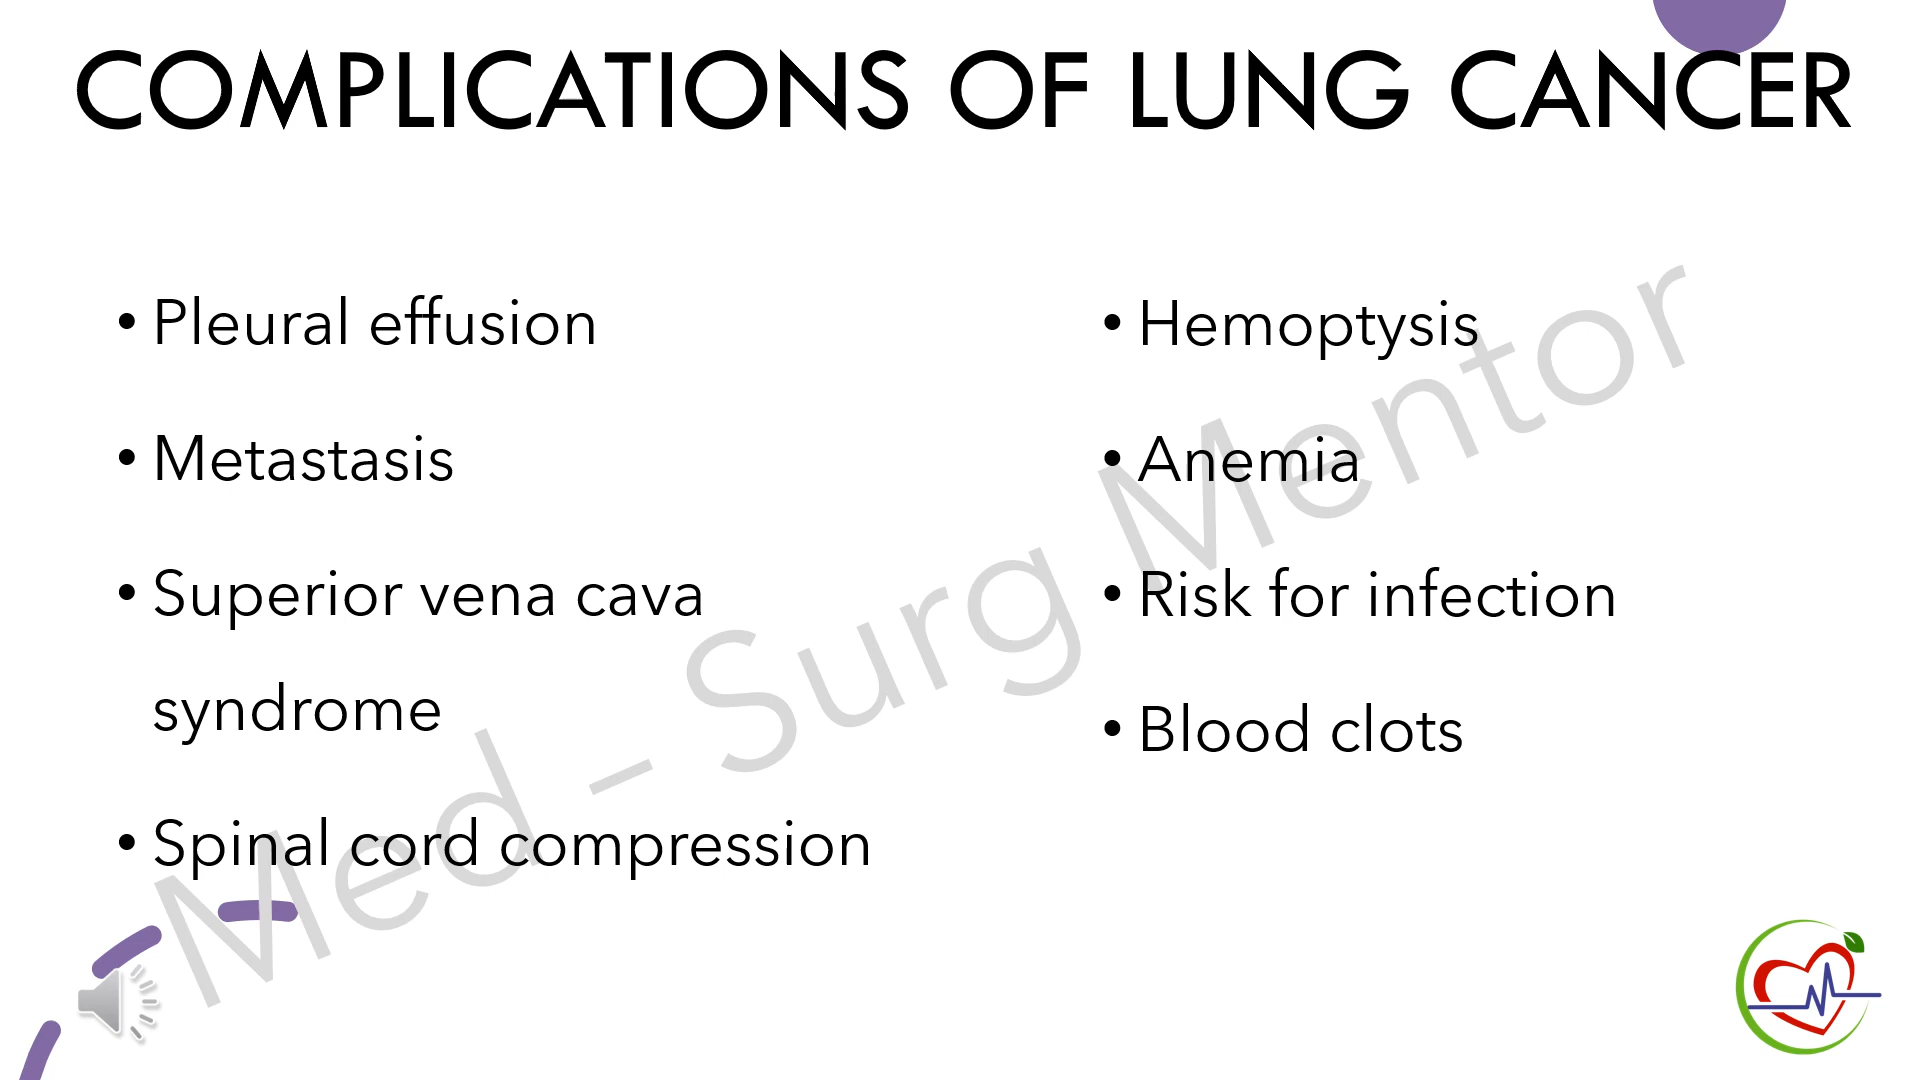 COMPLICATIONS OF LUNG CANCER
• Pleural effusion
• Metastasis
• Superior vena cava
syndrome
• Spinal cord compression
• Hemoptysis
• Anemia
• Risk for infection
• Blood clots
Med - Surg Mentor